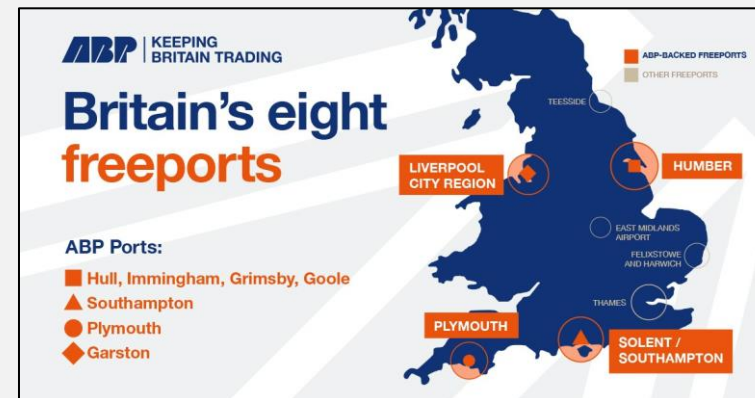 ABP
KEEPING
BRITAIN TRADING
Britain's eight
freeports
ABP Ports:
Hull, Immingham, Grimsby, Goole
Southampton
Plymouth
Garston
ABP-BACKED FREEPORTS
OTHER FREEPORTS
TEESSIDE
LIVERPOOL
CITY REGION
HUMBER
EAST MIDLANDS
AIRPORT
FELIXSTOWE
AND HARWICH
THAMES
PLYMOUTH
SOLENT /
SOUTHAMPTON